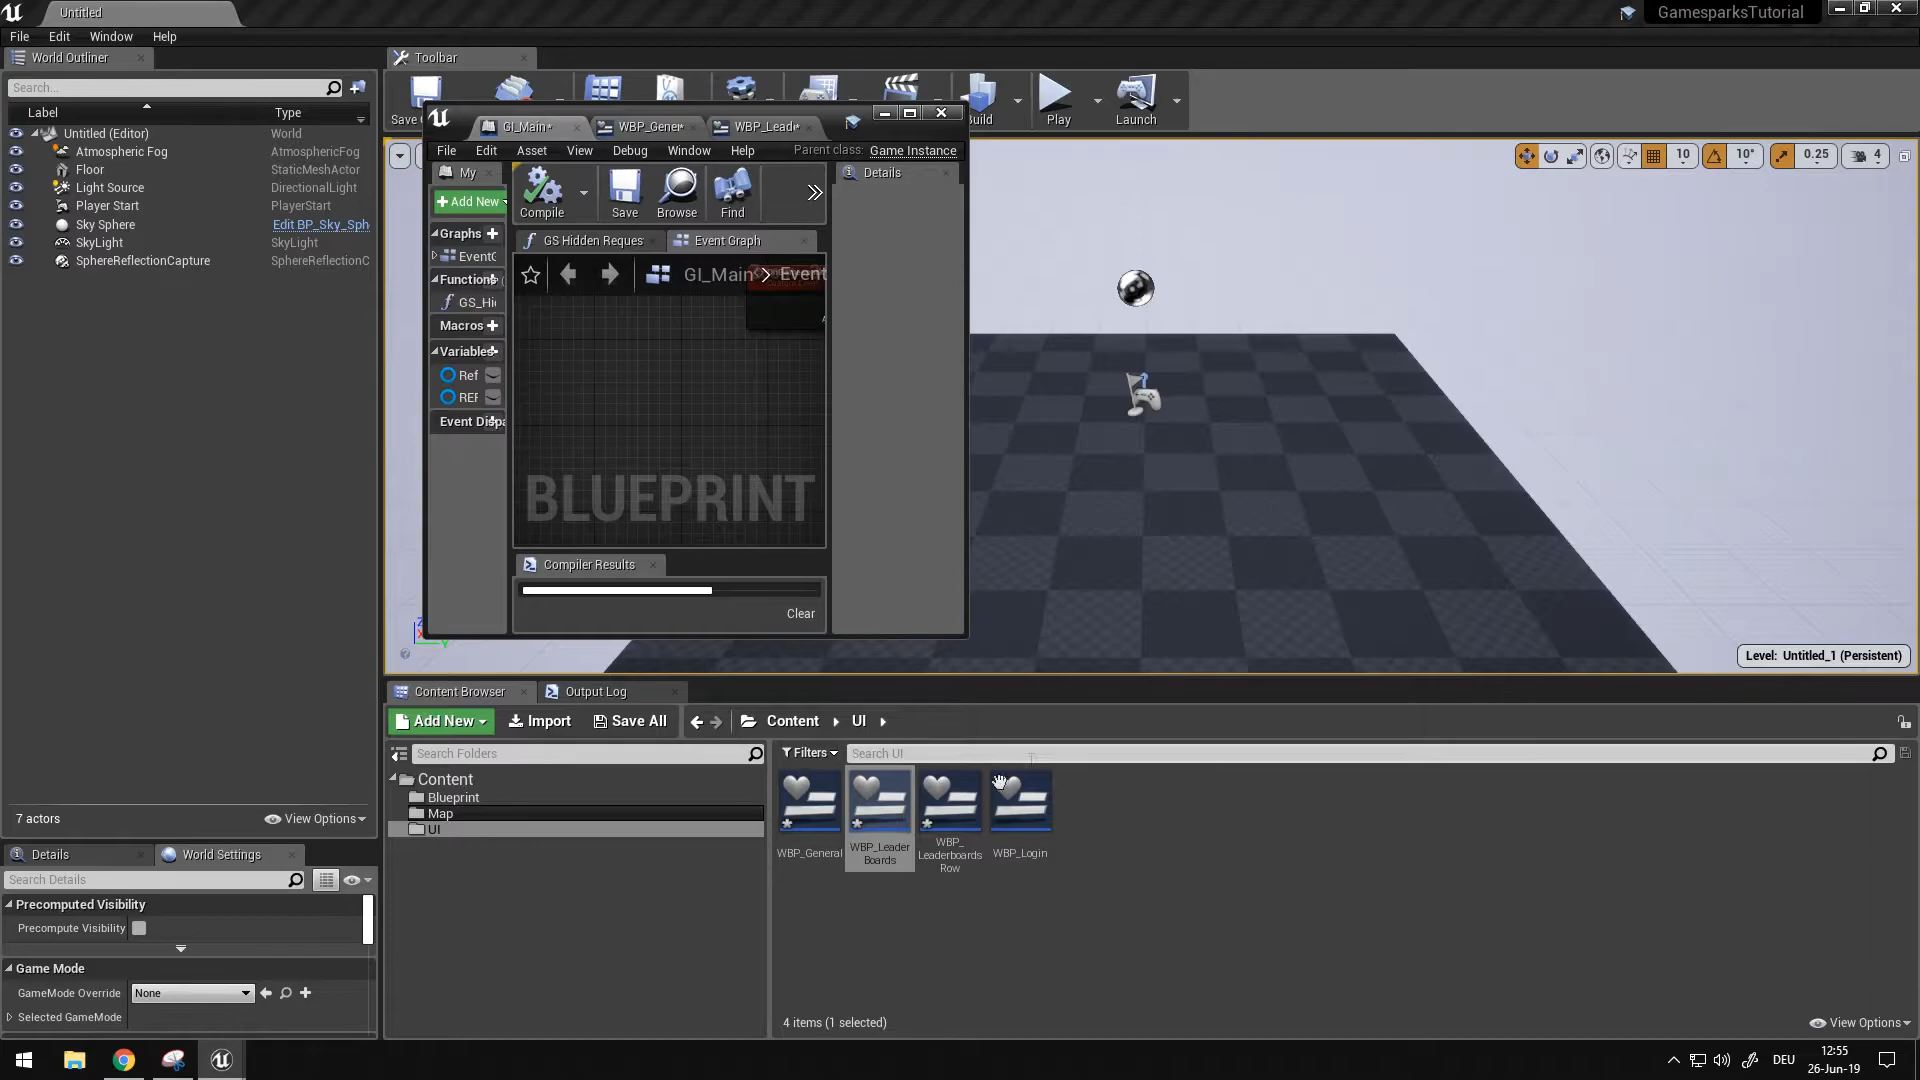 Untitled
GamesparksTutorial
File Edit Window Help
World Outliner
Toolbar
Search...
Label Type
Untitled (Editor) World
Atmospheric Fog AtmosphericFog
Floor StaticMeshActor
Light Source DirectionalLight
Player Start PlayerStart
Sky Sphere Edit BP_Sky_Sph
SkyLight SkyLight
SphereReflectionCapture SphereReflectionC
7 actors
View Options
Save
Play
Launch
GI_Main*
WBP_Gener*
WBP_Leadi*
File Edit Asset View Debug Window Help
Parent class: Game Instance
My
Add New
Compile
Save
Browse
Find
Details
Graphs
EventG
Functions
GS_Hi
Macros
Variables
Ref
REF
Event Dispa
GS Hidden Reques
Event Graph
GI_Main > Event
BLUEPRINT
Compiler Results
Clear
10
10°
0.25
4
Level: Untitled_1 (Persistent)
Content Browser
Output Log
Add New
Import
Save All
Content
UI
Search Folders
Filters
Search UI
Content
Blueprint
Map
UI
WBP_General
WBP_Leader
Boards
WBP_
Leaderboards
Row
WBP_Login
4 items (1 selected)
View Options
Details
World Settings
Search Details
Precomputed Visibility
Precompute Visibility
Game Mode
GameMode Override None
Selected GameMode
DEU
12:55
26-Jun-19